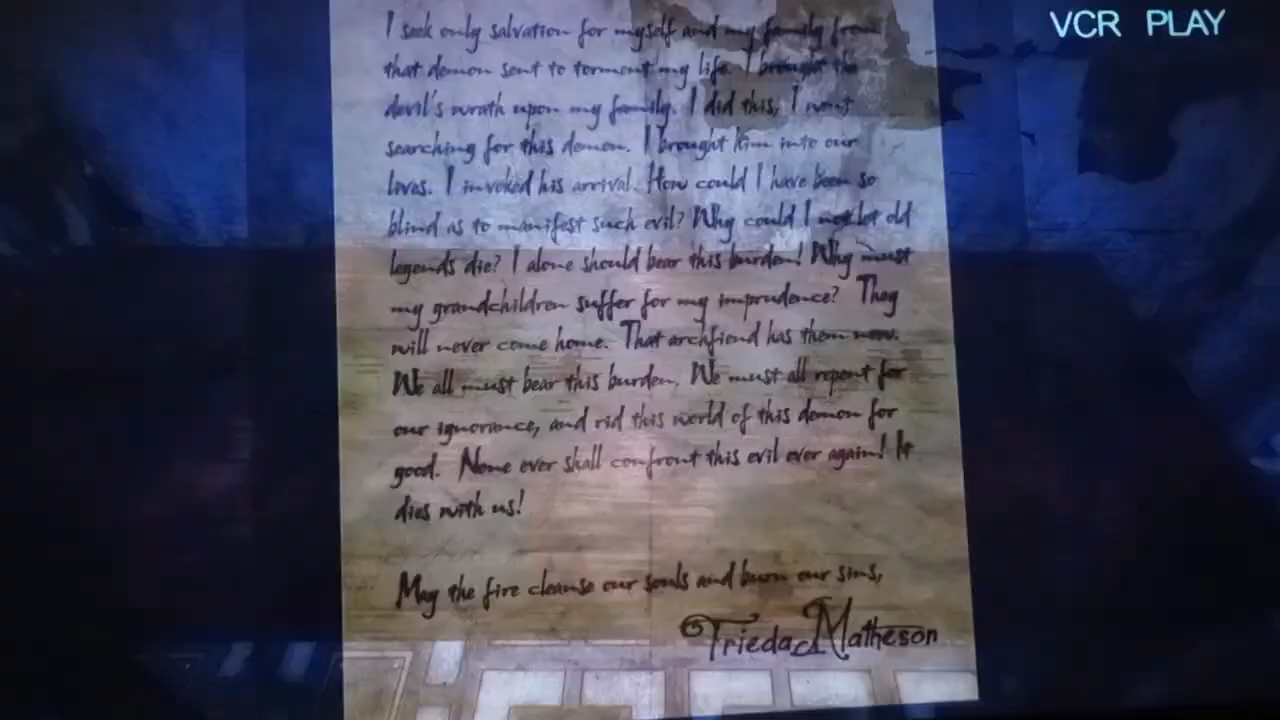 VCR PLAY
I seek only salvation for myself and my family from
that demon sent to torment my life. I brought the
devil's wrath upon my family. I did this, I went
searching for this demon. I brought him into our
lives. I invoked his arrival. How could I have been so
blind as to manifest such evil? Why could I not let old
legends die? I alone should bear this burden! Why must
my grandchildren suffer for my imprudence? They
will never come home. That archfiend has them now.
We all must bear this burden. We must all repent for
our ignorance, and rid this world of this demon for
good. None ever shall confront this evil ever again! It
dies with us!
May the fire cleanse our souls and burn our sins,
Frieda Matheson